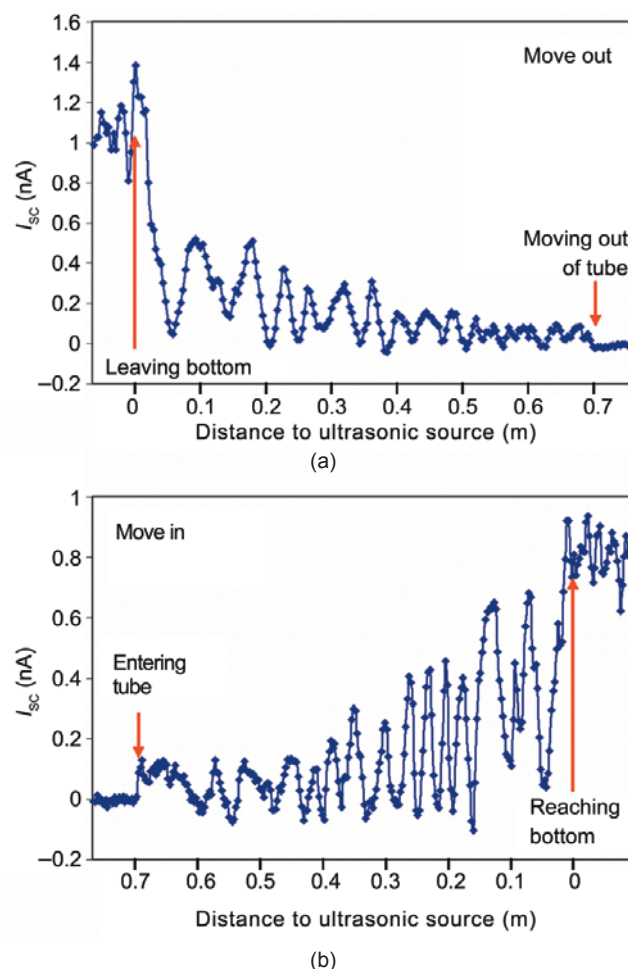 1.6
Move out
1.4
1.2
1
0.8
0.6
0.4
0.2
0
–0.2
I_SC (nA)
Moving out
of tube
Leaving bottom
0 0.1 0.2 0.3 0.4 0.5 0.6 0.7
Distance to ultrasonic source (m)
(a)
1
Move in
0.8
0.6
0.4
0.2
0
–0.2
I_SC (nA)
Entering
tube
Reaching
bottom
0.7 0.6 0.5 0.4 0.3 0.2 0.1 0
Distance to ultrasonic source (m)
(b)